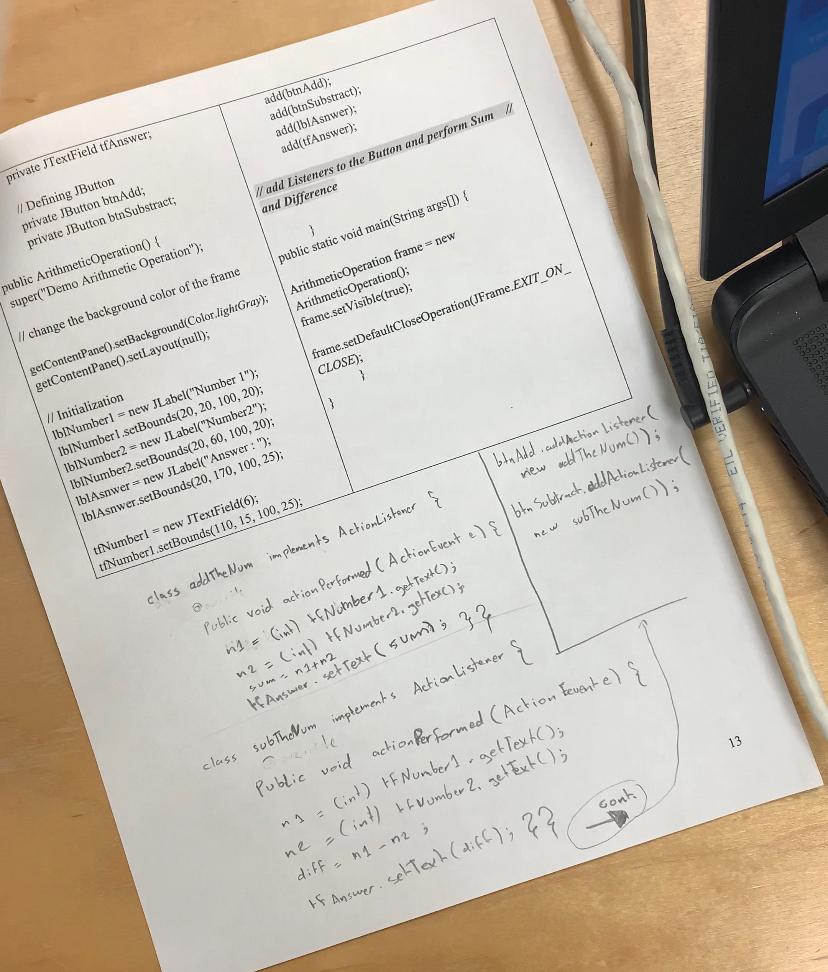 private JTextField tfAnswer;
// Defining JButton
private JButton btnAdd;
private JButton btnSubstract;
public ArithmeticOperation() {
super("Demo Arithmetic Operation");
// change the background color of the frame
getContentPane().setBackground(Color.lightGray);
getContentPane().setLayout(null);
// Initialization
lblNumber1 = new JLabel("Number 1");
lblNumber1.setBounds(20, 20, 100, 20);
lblNumber2 = new JLabel("Number2");
lblNumber2.setBounds(20, 60, 100, 20);
lblAsnwer = new JLabel("Answer : ");
lblAsnwer.setBounds(20, 170, 100, 25);
tfNumber1 = new JTextField(6);
tfNumber1.setBounds(110, 15, 100, 25);
add(btnAdd);
add(btnSubstract);
add(lblAsnwer);
add(tfAnswer);
// add Listeners to the Button and perform Sum //
and Difference
}
public static void main(String args[]) {
ArithmeticOperation frame = new
ArithmeticOperation();
frame.setVisible(true);
frame.setDefaultCloseOperation(JFrame.EXIT_ON_
CLOSE);
}
}
class addTheNum implements ActionListener {
Public void actionPerformed (ActionEvent e) {
n1 = (int) tfNumber1.getText();
n2 = (int) tfNumber2.getText();
sum = n1+n2
tfAnswer.setText(sum); }}
class subTheNum implements ActionListener {
Public void actionPerformed (Action Eevent e) {
n1 = (int) tfNumber1.getText();
n2 = (int) tfNumber2.getText();
diff = n1 - n2 ;
tfAnswer.setText(diff); }}
cont.
btnAdd.addActionListener(
new addTheNum());
btnSubtract.addActionListener(
new subTheNum());
13
ETL VERIFIED